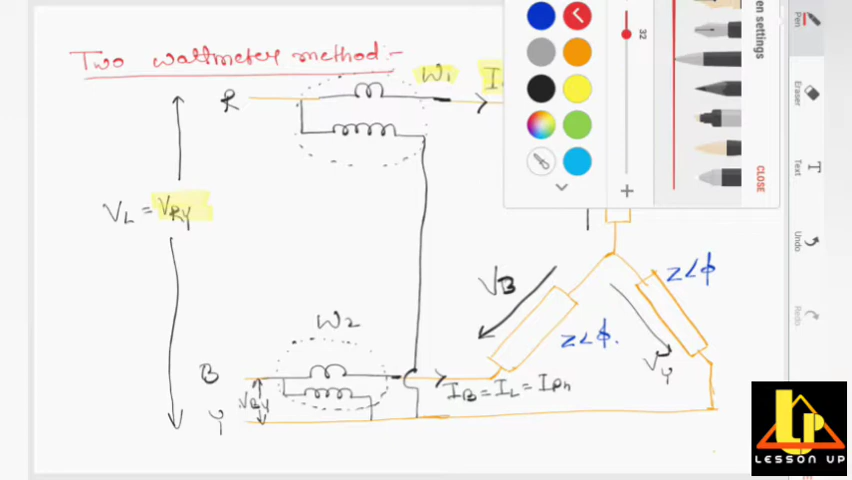 Two wattmeter method:-
W1
I
R
VL = VRY
VB
Z∠φ
W2
Z∠φ.
VY
B
IB = IL = IPh
VBY
Y
32
Pen settings
CLOSE
Pen
Eraser
Text
Undo
Redo
LESSON UP